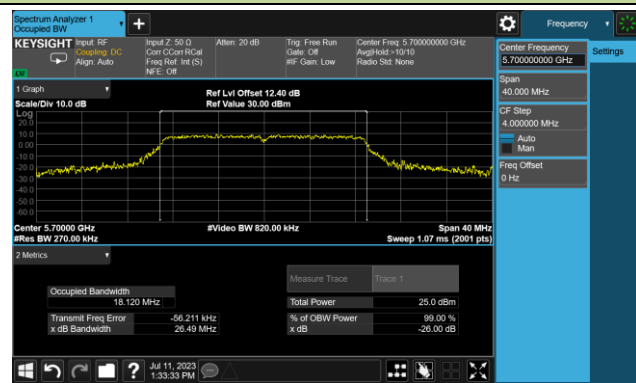 Spectrum Analyzer 1
Occupied BW
Frequency
KEYSIGHT
Input: RF
Coupling: DC
Align: Auto
Input Z: 50 Ω
Corr CCorr RCal
Freq Ref: Int (S)
NFE: Off
Atten: 20 dB
Trig: Free Run
Gate: Off
#IF Gain: Low
Center Freq: 5.700000000 GHz
Avg|Hold:>10/10
Radio Std: None
Center Frequency
5.700000000 GHz
Settings
Span
40.000 MHz
CF Step
4.000000 MHz
Auto
Man
Freq Offset
0 Hz
1 Graph
Scale/Div 10.0 dB
Ref Lvl Offset 12.40 dB
Ref Value 30.00 dBm
Log
20.0
10.0
0.00
-10.0
-20.0
-30.0
-40.0
-50.0
-60.0
Center 5.70000 GHz
#Video BW 820.00 kHz
Span 40 MHz
#Res BW 270.00 kHz
Sweep 1.07 ms (2001 pts)
2 Metrics
Measure Trace
Trace 1
Occupied Bandwidth
18.120 MHz
Total Power
25.0 dBm
Transmit Freq Error
-56.211 kHz
% of OBW Power
99.00 %
x dB Bandwidth
26.49 MHz
x dB
-26.00 dB
Jul 11, 2023
1:33:33 PM